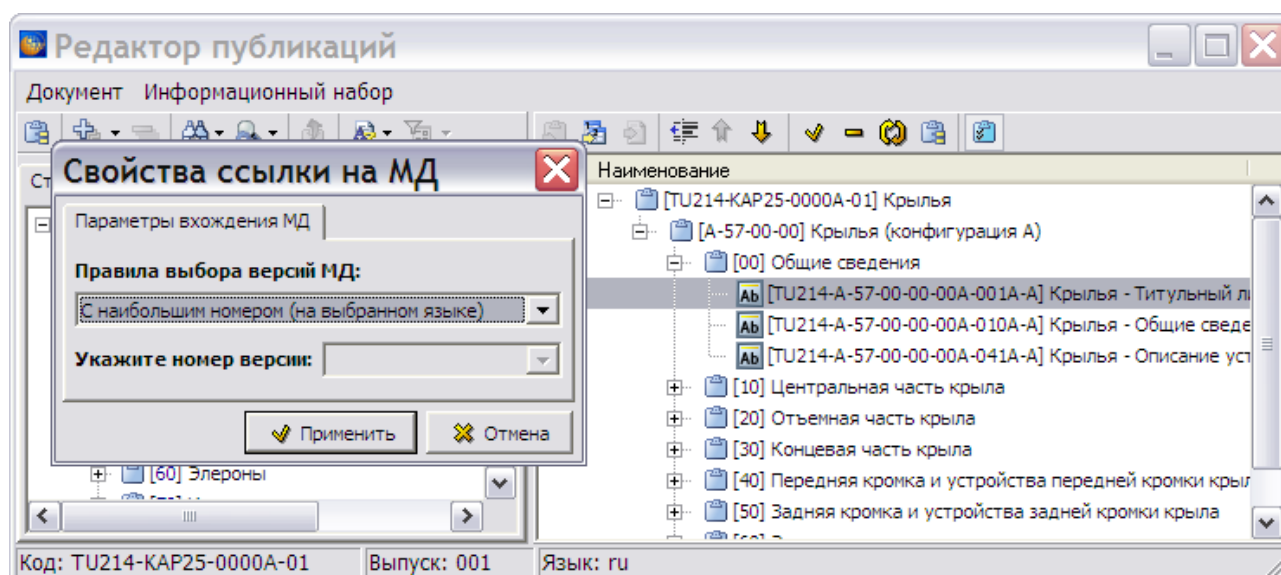 Редактор публикаций
Документ Информационный набор
Свойства ссылки на МД
Параметры вхождения МД
Правила выбора версий МД:
С наибольшим номером (на выбранном языке)
Укажите номер версии:
Применить
Отмена
[60] Элероны
Наименование
[TU214-KAP25-0000A-01] Крылья
[A-57-00-00] Крылья (конфигурация А)
[00] Общие сведения
[TU214-A-57-00-00-00A-001A-A] Крылья - Титульный
[TU214-A-57-00-00-00A-010A-A] Крылья - Общие сведе
[TU214-A-57-00-00-00A-041A-A] Крылья - Описание уст
[10] Центральная часть крыла
[20] Отъемная часть крыла
[30] Концевая часть крыла
[40] Передняя кромка и устройства передней кромки крыл
[50] Задняя кромка и устройства задней кромки крыла
Код: TU214-KAP25-0000A-01
Выпуск: 001
Язык: ru